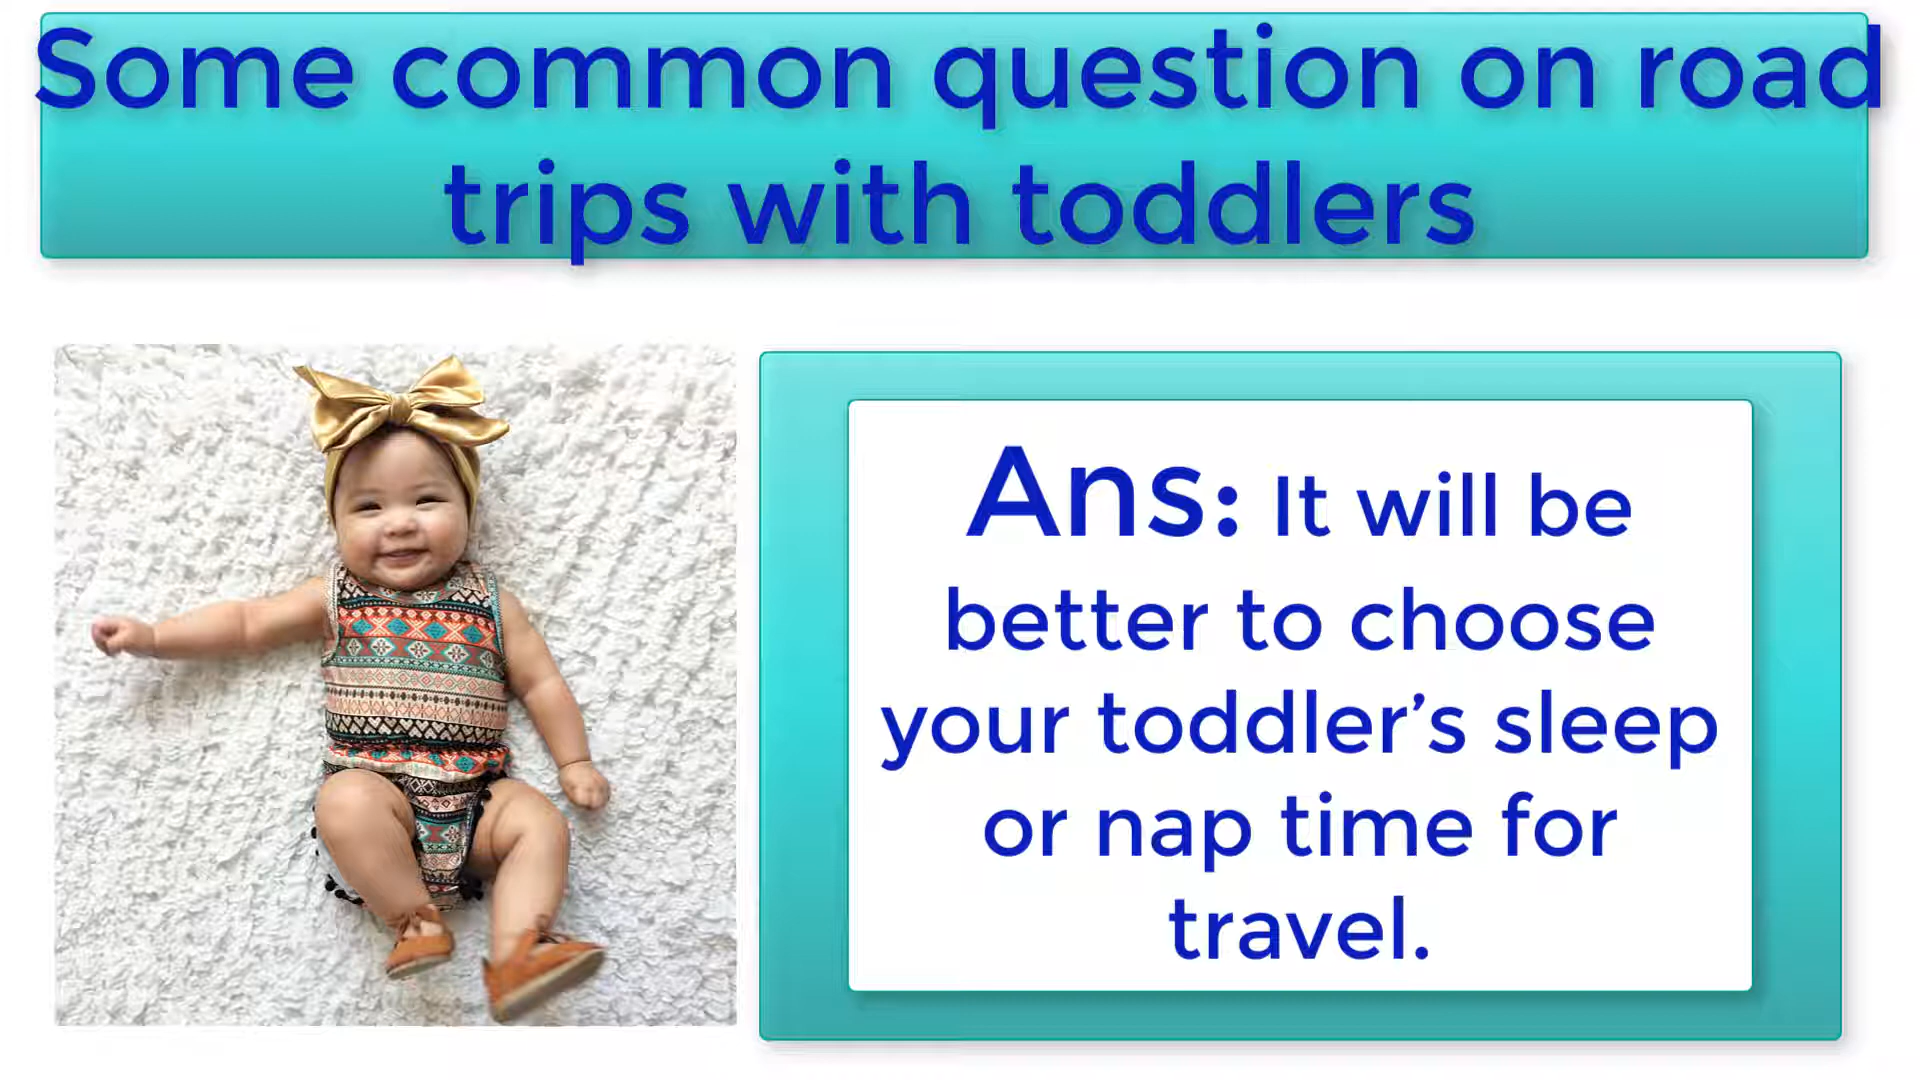 Some common question on road
trips with toddlers
Ans: It will be
better to choose
your toddler’s sleep
or nap time for
travel.